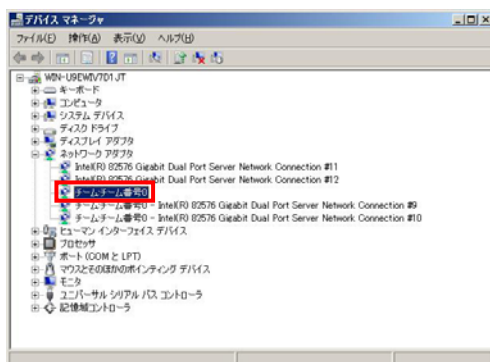 デバイス マネージャ
ファイル(F) 操作(A) 表示(V) ヘルプ(H)
WIN-U9EWIV7D1JT
キーボード
コンピュータ
システム デバイス
ディスク ドライブ
ディスプレイ アダプタ
ネットワーク アダプタ
Intel(R) 82576 Gigabit Dual Port Server Network Connection #11
Intel(R) 82576 Gigabit Dual Port Server Network Connection #12
チームチーム番号0
チームチーム番号0 - Intel(R) 82576 Gigabit Dual Port Server Network Connection #9
チームチーム番号0 - Intel(R) 82576 Gigabit Dual Port Server Network Connection #10
ヒューマン インターフェイス デバイス
プロセッサ
ポート (COM と LPT)
マウスとそのほかのポインティング デバイス
モニタ
ユニバーサル シリアル バス コントローラ
記憶域コントローラ